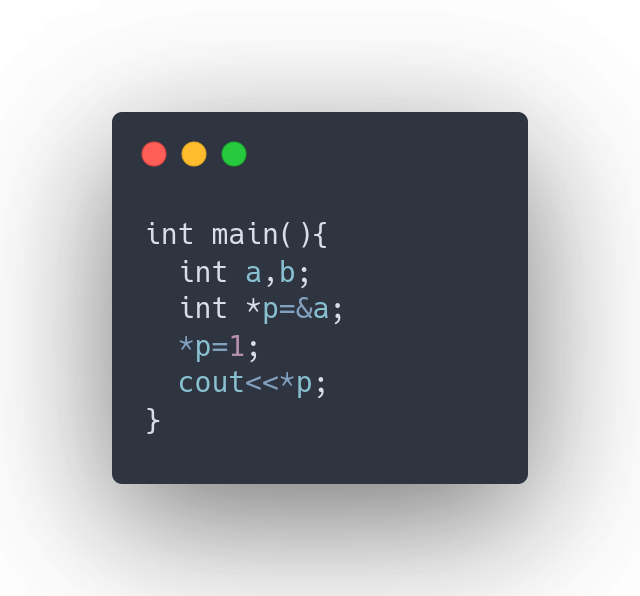 int main(){
  int a,b;
  int *p=&a;
  *p=1;
  cout<<*p;
}